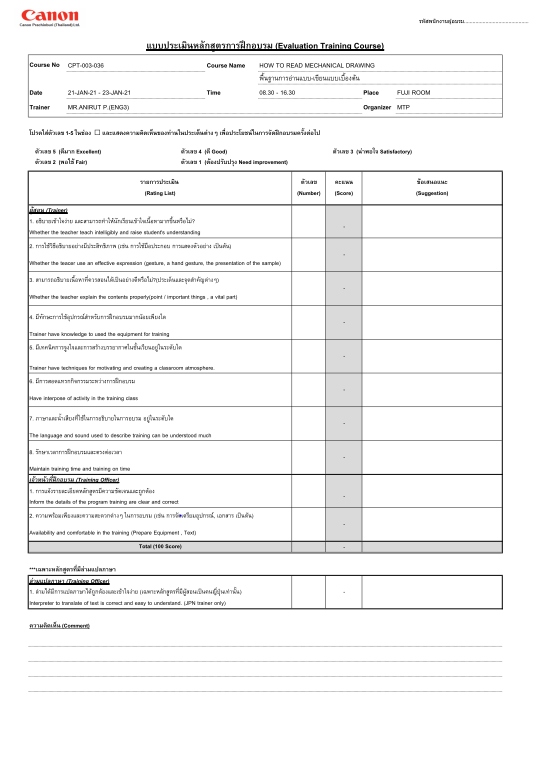 Canon
Canon Prachinburi (Thailand) Ltd.
รหัสพนักงานผู้อบรม
แบบประเมินหลักสูตรการฝึกอบรม (Evaluation Training Course)
Course No CPT-003-036 Course Name HOW TO READ MECHANICAL DRAWING
พื้นฐานการอ่านแบบ-เขียนแบบเบื้องต้น
Date 21-JAN-21 - 23-JAN-21 Time 08.30 - 16.30 Place FUJI ROOM
Trainer MR.ANIRUT P.(ENG3) Organizer MTP
โปรดใส่ตัวเลข 1-5 ในช่อง ☐ และแสดงความคิดเห็นของท่านในประเด็นต่าง ๆ เพื่อประโยชน์ในการจัดฝึกอบรมครั้งต่อไป
ตัวเลข 5 (ดีมาก Excellent) ตัวเลข 4 (ดี Good) ตัวเลข 3 (น่าพอใจ Satisfactory)
ตัวเลข 2 (พอใช้ Fair) ตัวเลข 1 (ต้องปรับปรุง Need improvement)
รายการประเมิน ตัวเลข คะแนน ข้อเสนอแนะ
(Rating List) (Number) (Score) (Suggestion)
ผู้สอน (Trainer)
1. อธิบายเข้าใจง่าย และสามารถทำให้นักเรียนเข้าใจเนื้อหามากขึ้นหรือไม่?
Whether the teacher teach intelligibly and raise student's understanding
-
2. การใช้วิธีอธิบายอย่างมีประสิทธิภาพ (เช่น การใช้มือประกอบ การแสดงตัวอย่าง เป็นต้น)
Whether the teacer use an effective expression (gesture, a hand gesture, the presentation of the sample)
-
3. สามารถอธิบายเนื้อหาที่ควรสอนได้เป็นอย่างดีหรือไม่?(ประเด็นและจุดสำคัญต่างๆ)
Whether the teacher explain the contents properly(point / important things , a vital part)
-
4. มีทักษะการใช้อุปกรณ์สำหรับการฝึกอบรมมากน้อยเพียงใด
Trainer have knowledge to used the equipment for training
-
5. มีเทคนิคการจูงใจและการสร้างบรรยากาศในชั้นเรียนอยู่ในระดับใด
Trainer have techniques for motivating and creating a classroom atmosphere.
-
6. มีการสอดแทรกกิจกรรมระหว่างการฝึกอบรม
Have interpose of activity in the training class
-
7. ภาษาและน้ำเสียงที่ใช้ในการอธิบายในการอบรม อยู่ในระดับใด
The language and sound used to describe training can be understood much
-
8. รักษาเวลาการฝึกอบรมและตรงต่อเวลา
Maintain training time and training on time
-
เจ้าหน้าที่ฝึกอบรม (Training Officer)
1. การแจ้งรายละเอียดหลักสูตรมีความชัดเจนและถูกต้อง
Inform the details of the program training are clear and correct
-
2. ความพร้อมเพียงและความสะดวกต่างๆ ในการอบรม (เช่น การจัดเตรียมอุปกรณ์, เอกสาร เป็นต้น)
Availability and comfortable in the training (Prepare Equipment , Text)
-
Total (100 Score) -
***เฉพาะหลักสูตรที่มีล่ามแปลภาษา
ล่ามแปลภาษา (Training Officer)
1. ล่ามได้มีการแปลภาษาได้ถูกต้องและเข้าใจง่าย (เฉพาะหลักสูตรที่มีผู้สอนเป็นคนญี่ปุ่นเท่านั้น)
Interpreter to translate of text is correct and easy to understand. (JPN trainer only)
-
ความคิดเห็น (Comment)